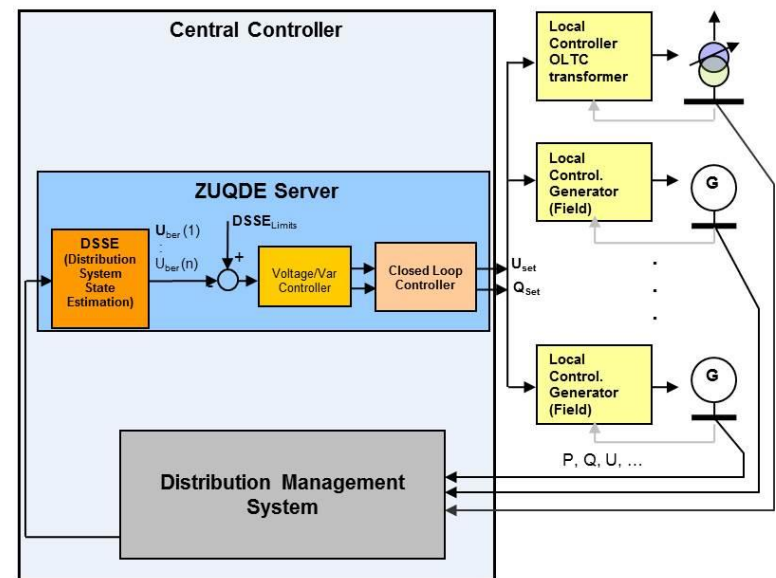 Central Controller
ZUQDE Server
DSSE
(Distribution
System
State
Estimation)
U_ber (1)
:
U_ber (n)
DSSE_Limits
-
+
Voltage/Var
Controller
Closed Loop
Controller
U_set
Q_Set
Local
Controller
OLTC
transformer
Local
Control.
Generator
(Field)
G
.
.
.
Local
Control.
Generator
(Field)
G
P, Q, U, ...
Distribution Management
System